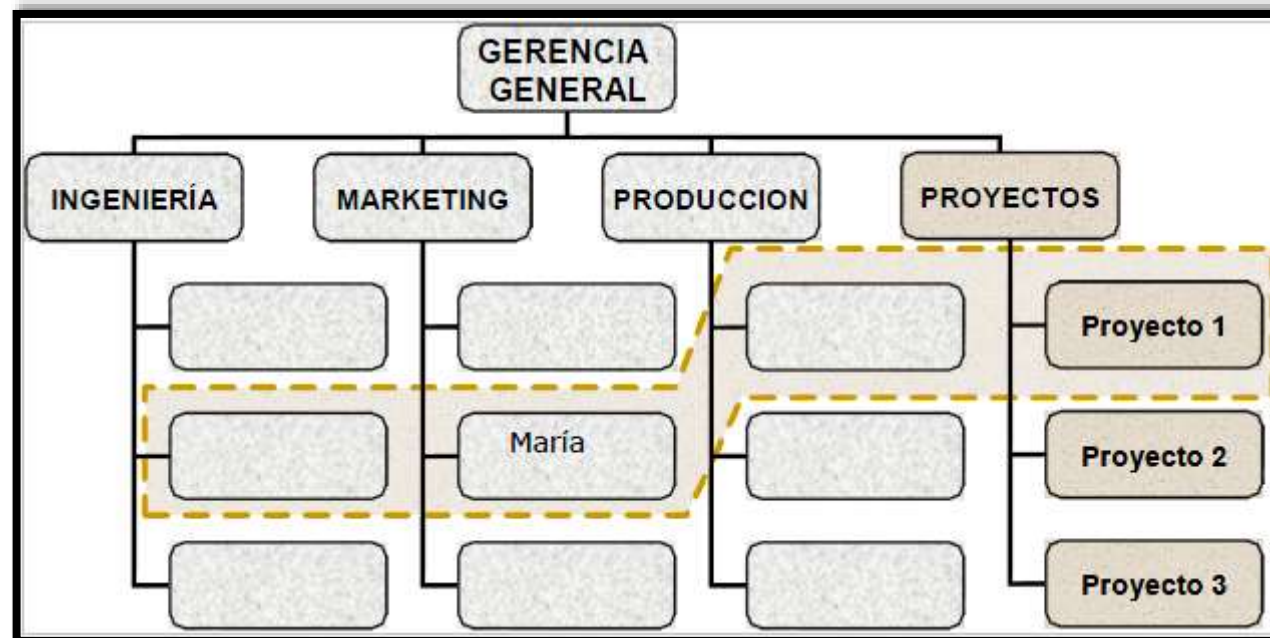 GERENCIA
GENERAL
INGENIERÍA
MARKETING
PRODUCCION
PROYECTOS
Proyecto 1
María
Proyecto 2
Proyecto 3